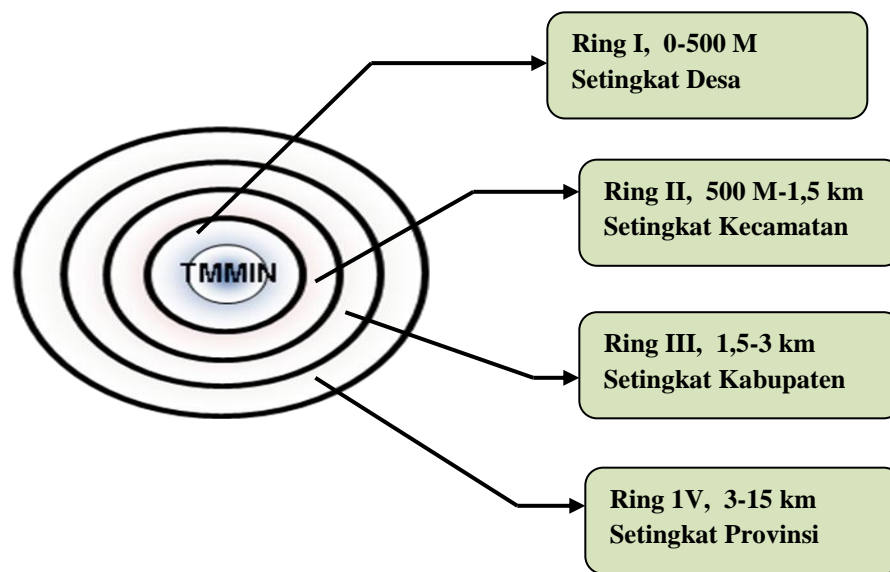 Ring I, 0-500 M
Setingkat Desa
Ring II, 500 M-1,5 km
Setingkat Kecamatan
TMMIN
Ring III, 1,5-3 km
Setingkat Kabupaten
Ring 1V, 3-15 km
Setingkat Provinsi